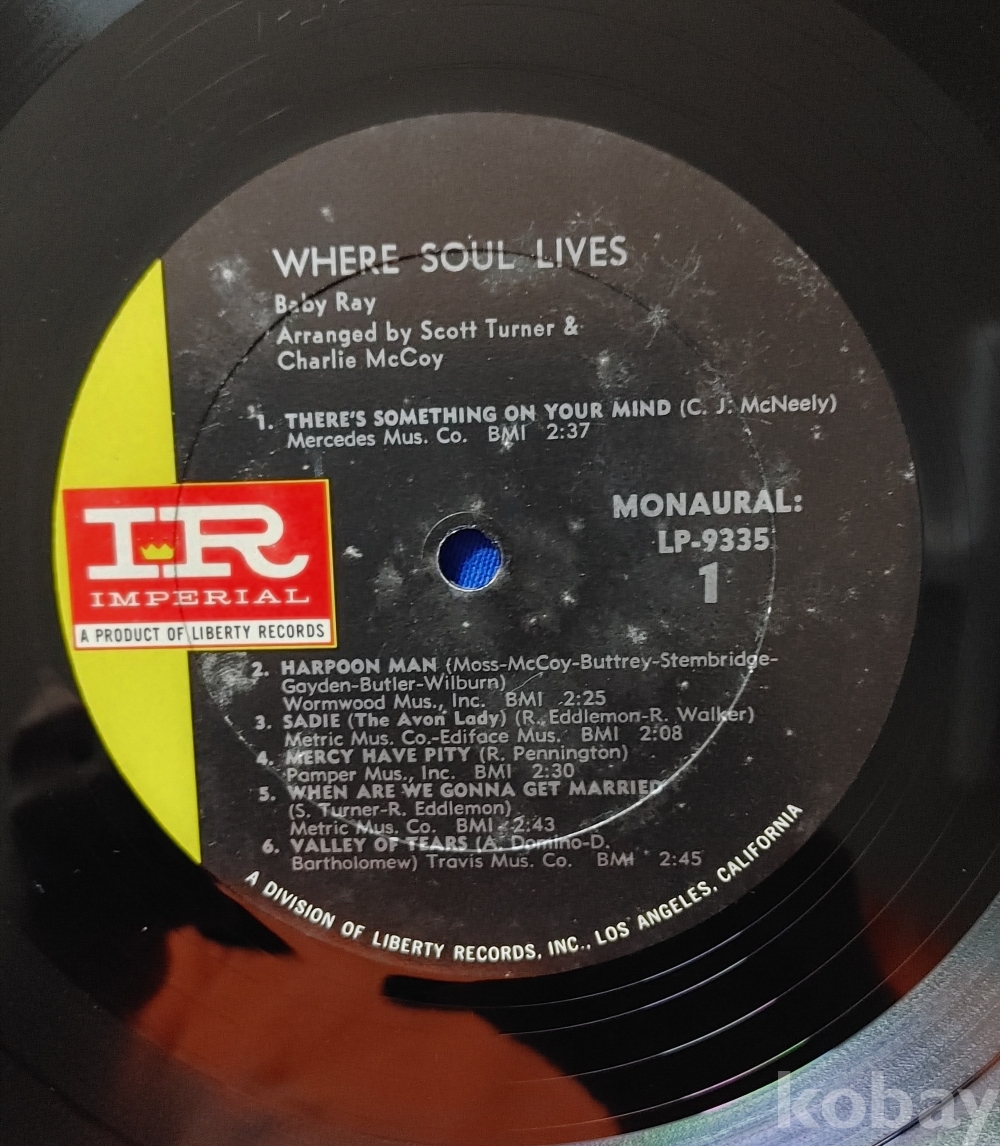 WHERE SOUL LIVES
Baby Ray
Arranged by Scott Turner &
Charlie McCoy
1. THERE'S SOMETHING ON YOUR MIND (C. J. McNeely)
Mercedes Mus. Co. BMI 2:37
MONAURAL:
LP-9335
1
IR
IMPERIAL
A PRODUCT OF LIBERTY RECORDS
2. HARPOON MAN (Moss-McCoy-Buttrey-Stembridge-
Gayden-Butler-Wilburn)
Wormwood Mus., Inc. BMI 2:25
3. SADIE (The Avon Lady) (R. Eddlemon-R. Walker)
Metric Mus. Co.-Ediface Mus. BMI 2:08
4. MERCY HAVE PITY (R. Pennington)
Pamper Mus., Inc. BMI 2:30
5. WHEN ARE WE GONNA GET MARRIED
(S. Turner-R. Eddlemon)
Metric Mus. Co. BMI 2:43
6. VALLEY OF TEARS (A. Domino-D.
Bartholomew) Travis Mus. Co. BMI 2:45
A DIVISION OF LIBERTY RECORDS, INC., LOS ANGELES, CALIFORNIA
kobay